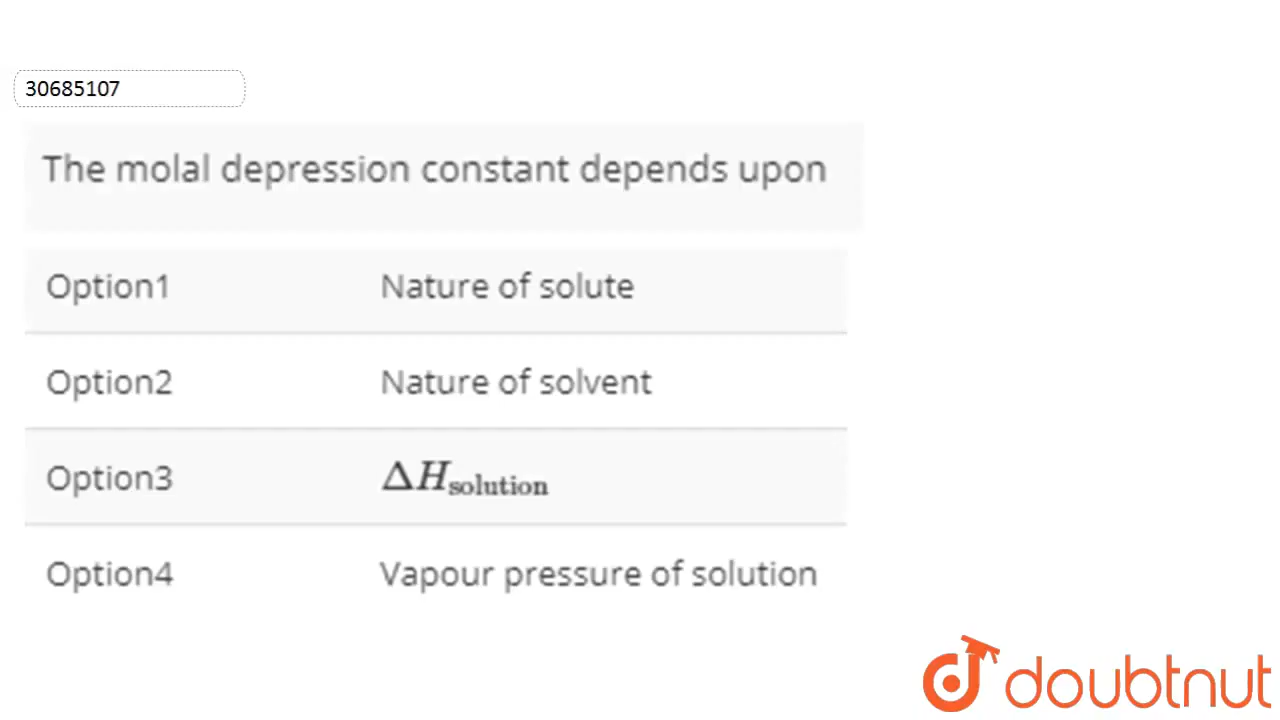 30685107
The molal depression constant depends upon
Option1 Nature of solute
Option2 Nature of solvent
Option3 ΔH_solution
Option4 Vapour pressure of solution
doubtnut